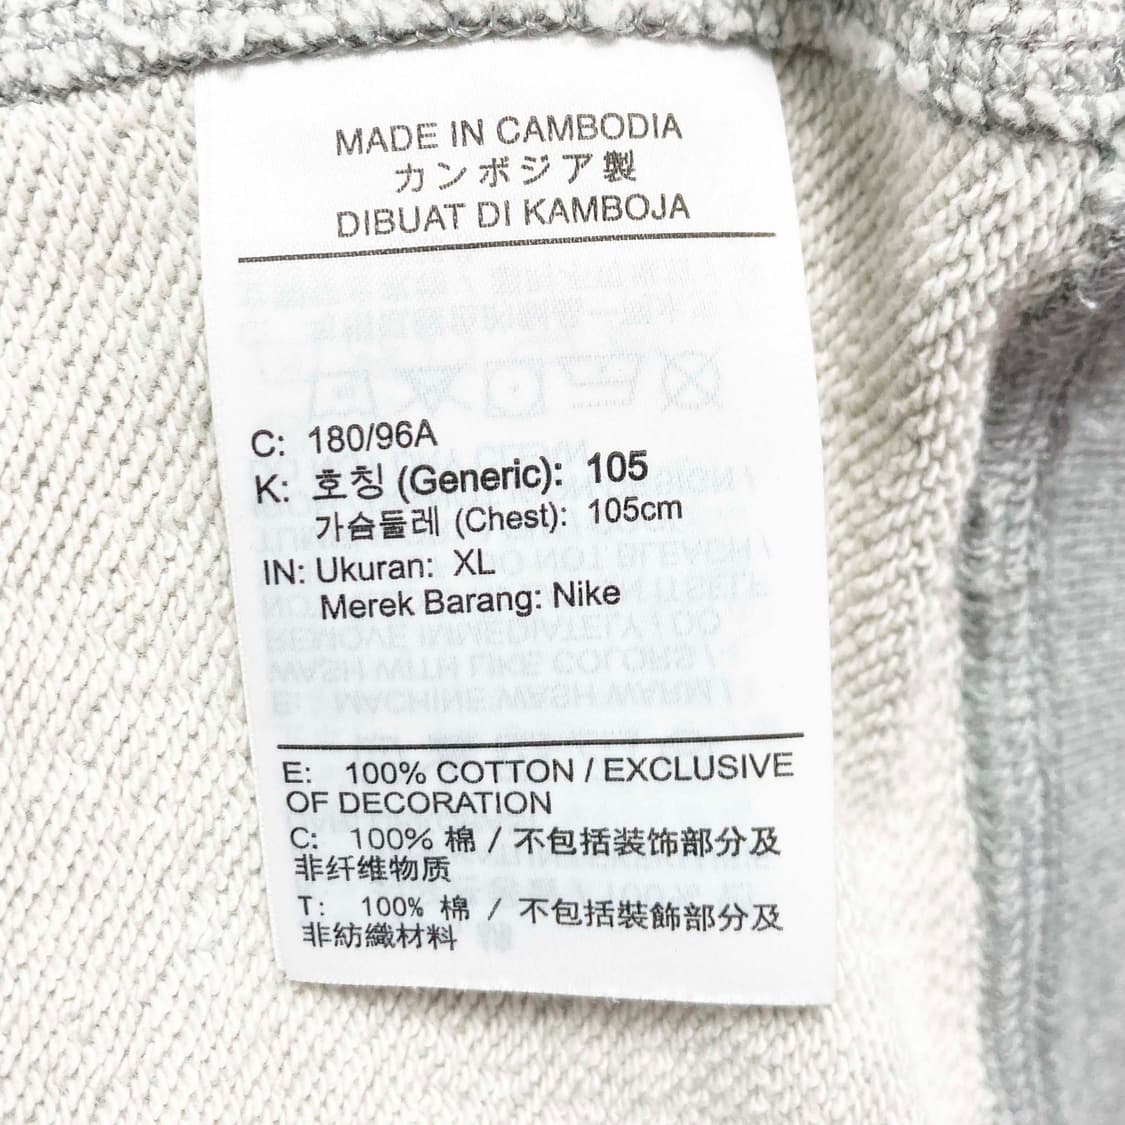 MADE IN CAMBODIA
カンボジア製
DIBUAT DI KAMBOJA
C: 180/96A
K: 호칭 (Generic): 105
가슴둘레 (Chest): 105cm
IN: Ukuran: XL
Merek Barang: Nike
E: 100% COTTON / EXCLUSIVE
OF DECORATION
C: 100% 棉 / 不包括装饰部分及
非纤维物质
T: 100% 棉 / 不包括裝飾部分及
非紡織材料